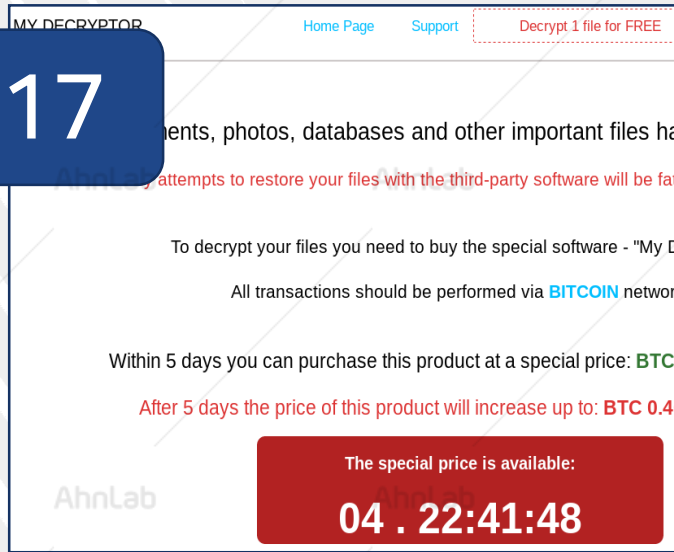 MY DECRYPTOR
Home Page
Support
Decrypt 1 file for FREE
17
photos, databases and other important files
AhnLab
AhnLab
attempts to restore your files with the third-party software will be
To decrypt your files you need to buy the special software - "My
All transactions should be performed via BITCOIN
Within 5 days you can purchase this product at a special price: BTC
After 5 days the price of this product will increase up to: BTC 0.4
The special price is available:
AhnLab
AhnLab
04 . 22:41:48